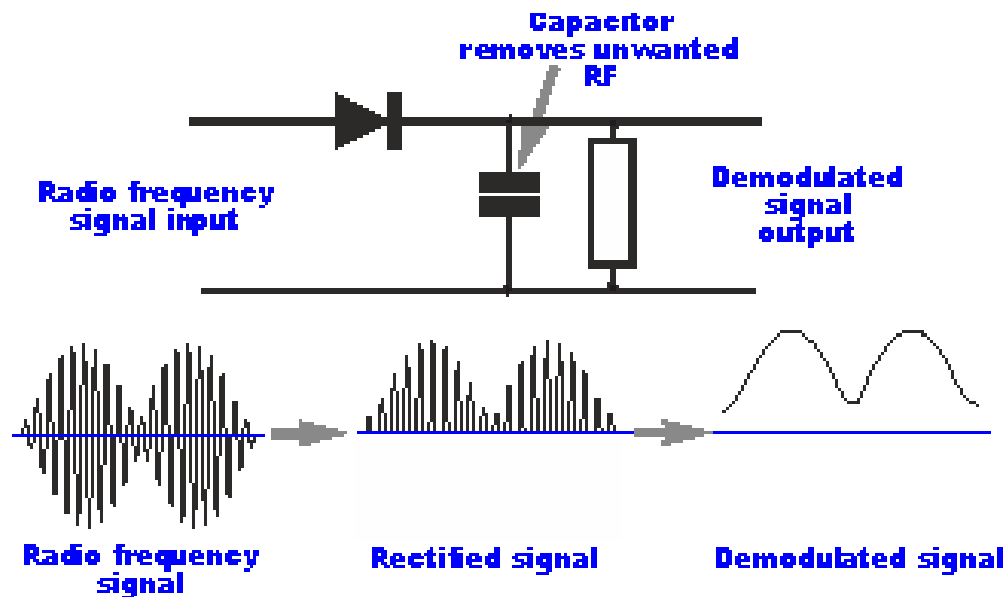 Capacitor
removes unwanted
RF
Radio frequency
signal input
Demodulated
signal
output
Radio frequency
signal
Rectified signal
Demodulated signal